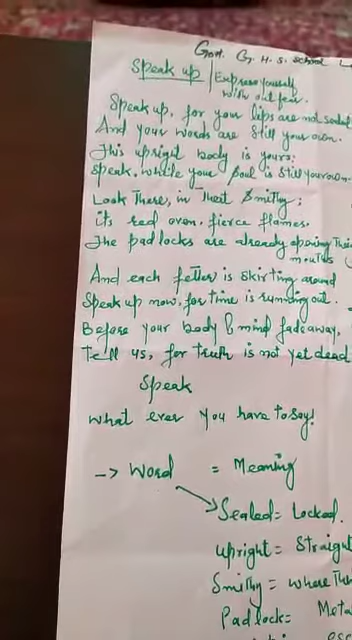 Govt. G. H. S. School
Speak up / Express yourself
with out fear.
Speak up, for your lips are not sealed
And your words are still your own.
This upright body is yours;
speak, while your soul is still your own.
Look There, in That Smithy;
its red oven, fierce flames.
The padlocks are already opening Their
mouths
And each fetter is skirting around
Speak up now, for time is running out.
Before your body & mind fade away,
tell us, for truth is not yet dead
Speak
what ever you have to say!
-> Word = Meaning
Sealed = Locked.
upright = Straight
Smithy = where
Padlock =